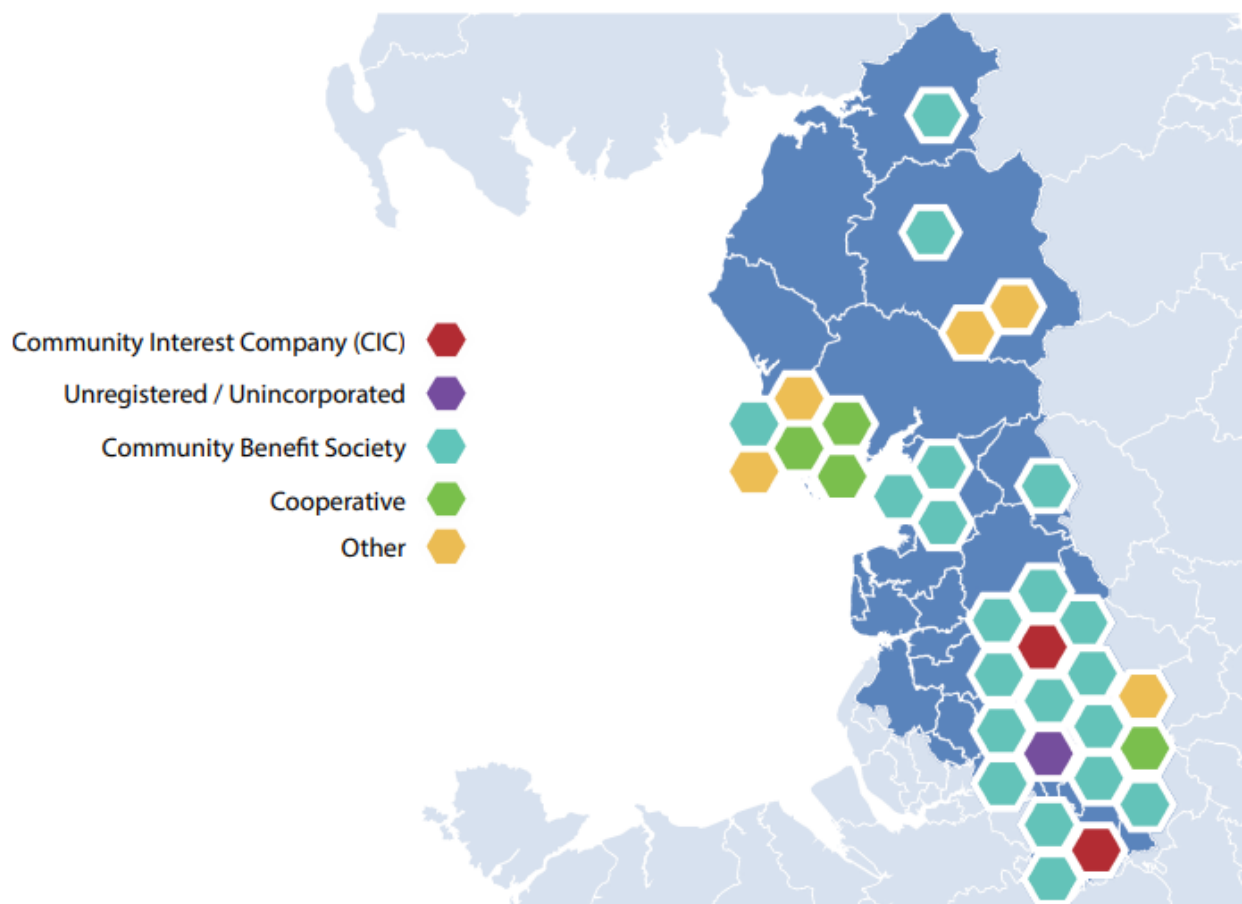 Community Interest Company (CIC)
Unregistered / Unincorporated
Community Benefit Society
Cooperative
Other